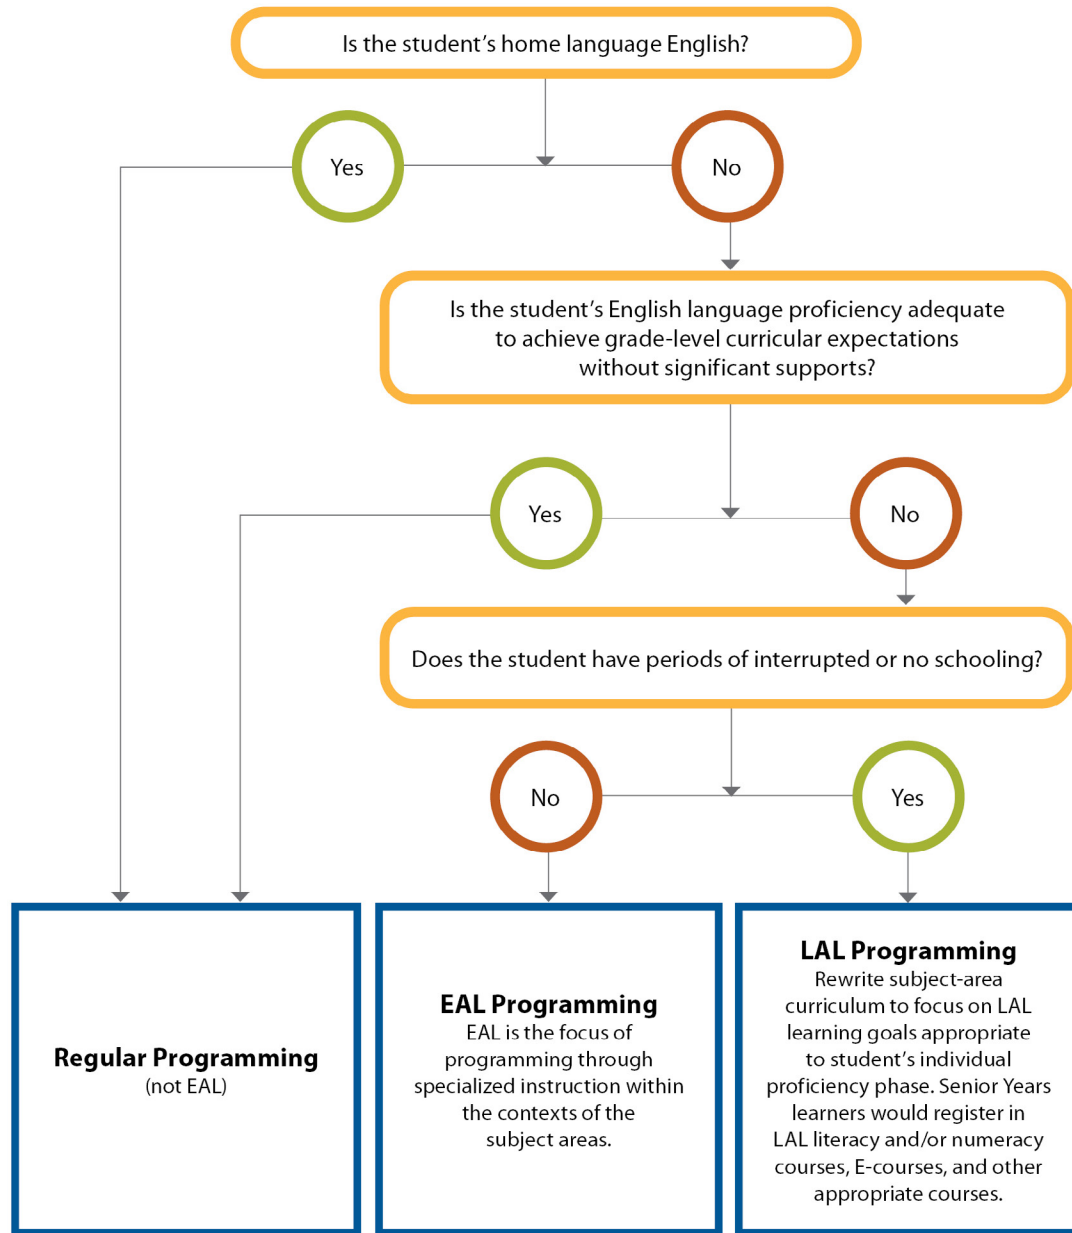 Is the student’s home language English?
Yes
No
Is the student’s English language proficiency adequate
to achieve grade-level curricular expectations
without significant supports?
Yes
No
Does the student have periods of interrupted or no schooling?
No
Yes
Regular Programming
(not EAL)
EAL Programming
EAL is the focus of
programming through
specialized instruction within
the contexts of the
subject areas.
LAL Programming
Rewrite subject-area
curriculum to focus on LAL
learning goals appropriate
to student’s individual
proficiency phase. Senior Years
learners would register in
LAL literacy and/or numeracy
courses, E-courses, and other
appropriate courses.